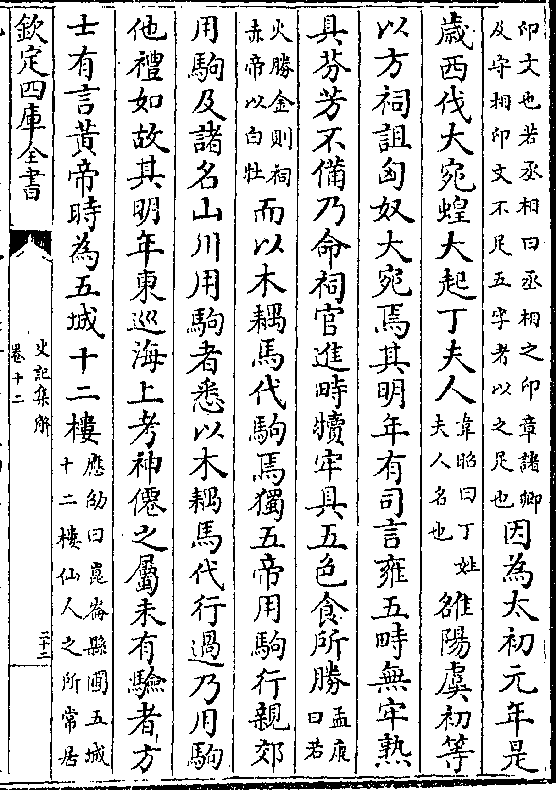 印文也若丞相曰丞相之印章諸卿
及守相印文不足五字者以之足也
因為太初元年是
歲西伐大宛蝗大起丁夫人
韋昭曰丁姓
夫人名也
雒陽虞初等
以方祠詛匈奴大宛焉其明年有司言雍五畤無牢熟
具芬芳不備乃命祠官進畤犢牢具五色食所勝
孟康
曰若
火勝金則祠
赤帝以白牡
而以木耦馬代駒焉獨五帝用駒行親郊
用駒及諸名山川用駒者悉以木耦馬代行過乃用駒
他禮如故其明年東巡海上考神僊之屬未有驗者方
士有言黃帝時為五城十二樓
應劭曰崑崙縣圃五城
十二樓仙人之所常居
欽定四庫全書
史記集解
卷十二
三十二